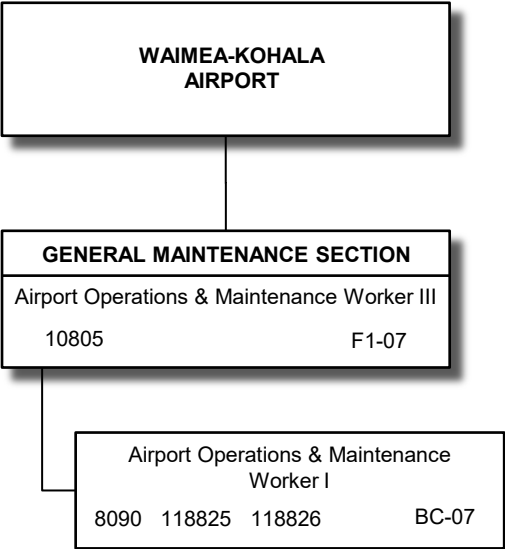 WAIMEA-KOHALA
AIRPORT
GENERAL MAINTENANCE SECTION
Airport Operations & Maintenance Worker III
10805 F1-07
Airport Operations & Maintenance
Worker I
8090 118825 118826 BC-07